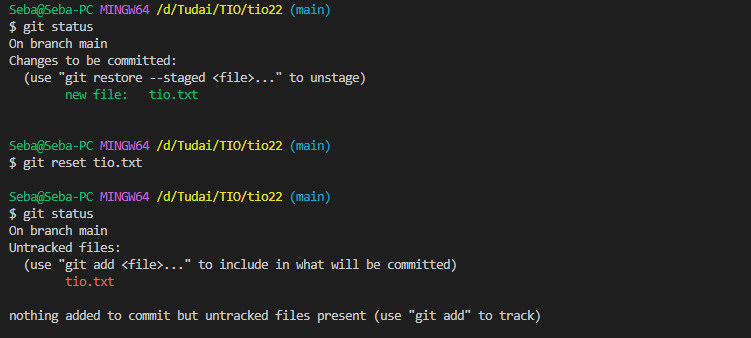 Seba@Seba-PC MINGW64 /d/Tudai/TIO/tio22 (main)
$ git status
On branch main
Changes to be committed:
  (use "git restore --staged <file>..." to unstage)
        new file:   tio.txt

Seba@Seba-PC MINGW64 /d/Tudai/TIO/tio22 (main)
$ git reset tio.txt

Seba@Seba-PC MINGW64 /d/Tudai/TIO/tio22 (main)
$ git status
On branch main
Untracked files:
  (use "git add <file>..." to include in what will be committed)
        tio.txt

nothing added to commit but untracked files present (use "git add" to track)